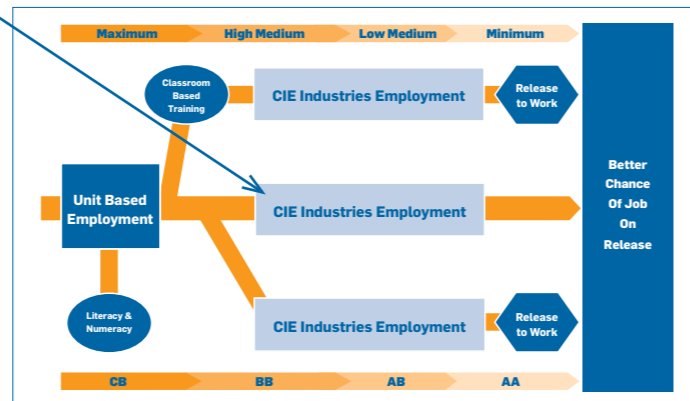 Maximum High Medium Low Medium Minimum
Classroom
Based
Training
CIE Industries Employment
Release
to Work
Unit Based
Employment
CIE Industries Employment
Better
Chance
Of Job
On
Release
Literacy &
Numeracy
CIE Industries Employment
Release
to Work
CB BB AB AA